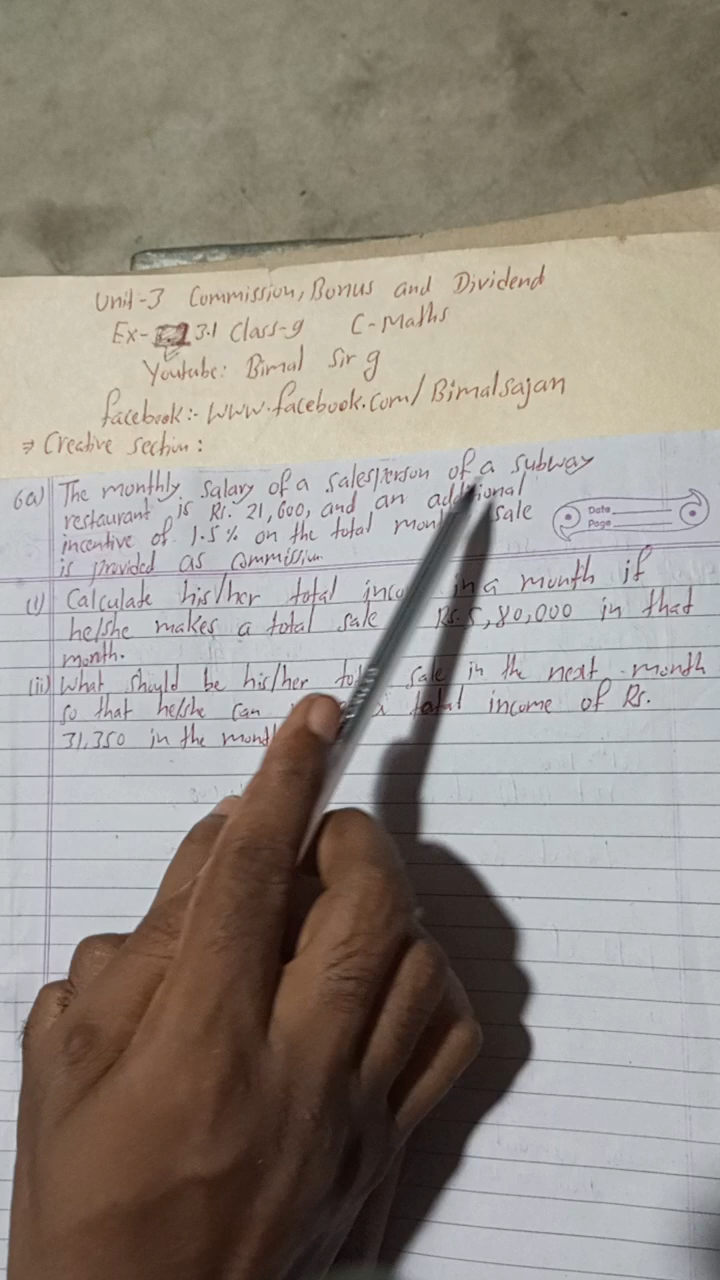 Unit-3 Commission, Bonus and Dividend
Ex- 3.1 Class-9 C-Maths
Youtube: Bimal Sir g
facebook:- www.facebook.com/Bimalsajan
⇒ Creative section:
6a) The monthly salary of a salesperson of a subway
restaurant is Rs. 21,600, and an additional
incentive of 1.5% on the total sale
is provided as commission
(i) Calculate his/her total in a month if
he/she makes a total sale Rs. 5,80,000 in that
month.
(ii) What should be his/her sale in the next month
so that he/she can total income of Rs.
31,350 in the
Date
Page